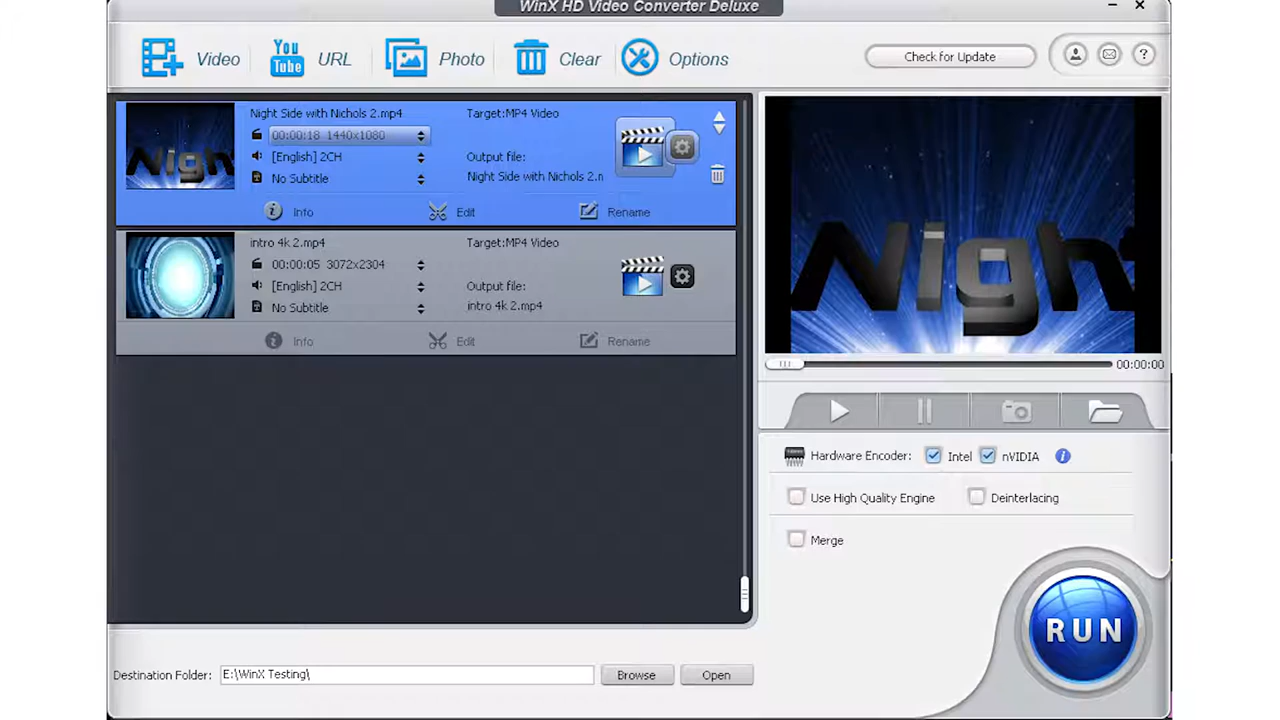 WinX HD Video Converter Deluxe
Video
You Tube URL
Photo
Clear
Options
Check for Update
?
Night Side with Nichols 2.mp4
Target:MP4 Video
00:00:18 1440x1080
[English] 2CH
Output file:
No Subtitle
Night Side with Nichols 2.n
Info
Edit
Rename
intro 4k 2.mp4
Target:MP4 Video
00:00:05 3072x2304
[English] 2CH
Output file:
No Subtitle
intro 4k 2.mp4
Info
Edit
Rename
Nigh
Nigh
00:00:00
Hardware Encoder: Intel nVIDIA
Use High Quality Engine
Deinterlacing
Merge
RUN
Destination Folder: E:\WinX Testing\
Browse
Open